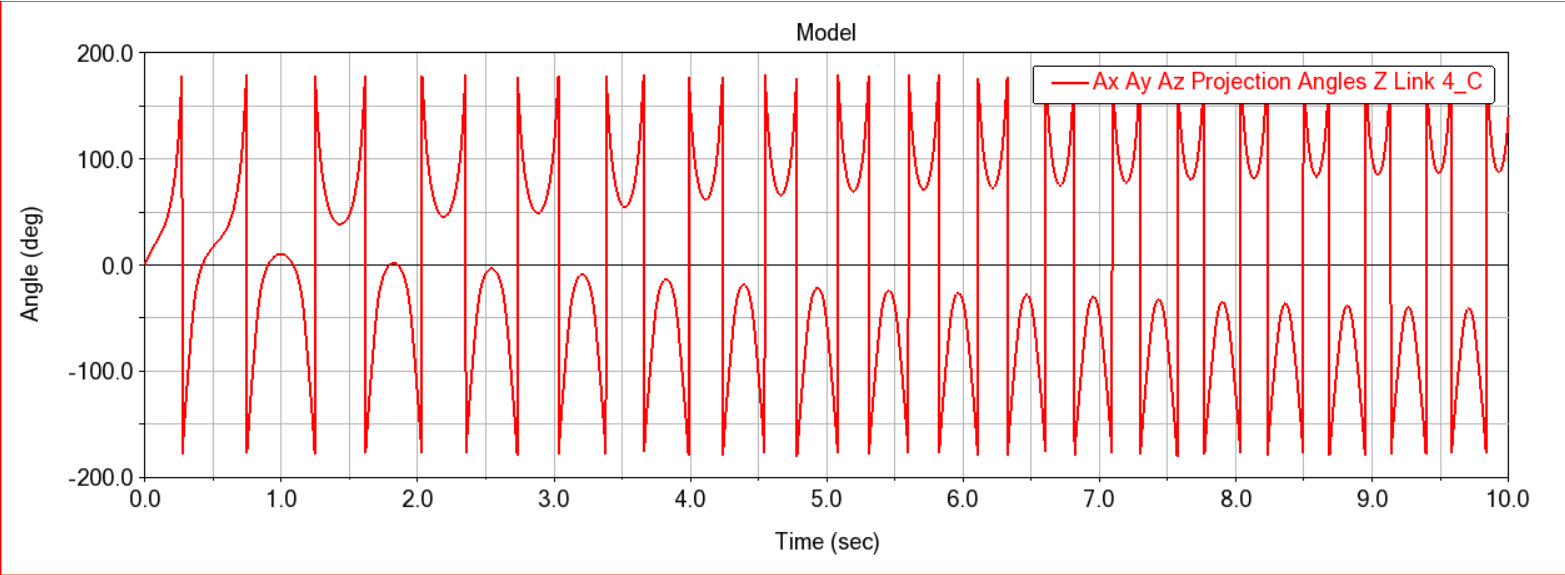 Model
Ax Ay Az Projection Angles Z Link 4_C
Angle (deg)
200.0
100.0
0.0
-100.0
-200.0
0.0 1.0 2.0 3.0 4.0 5.0 6.0 7.0 8.0 9.0 10.0
Time (sec)